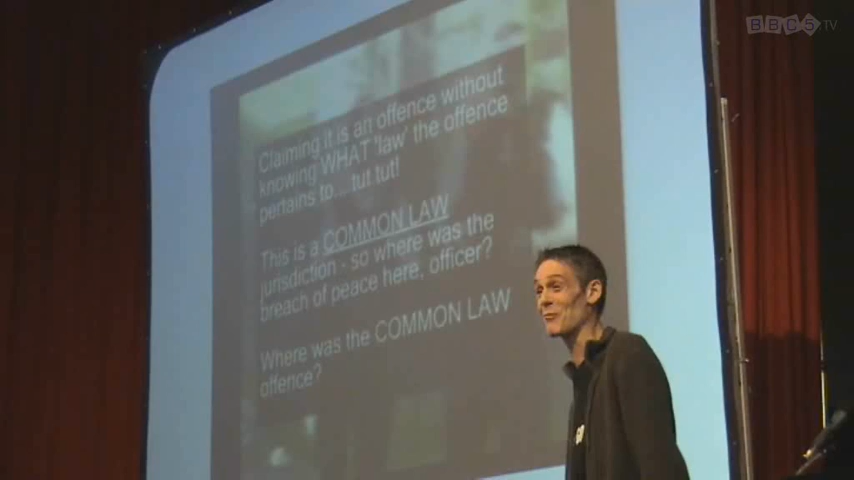 BBC5.TV
Claiming it is an offence without
knowing WHAT 'law' the offence
pertains to... tut tut!
This is a COMMON LAW
jurisdiction - so where was the
breach of peace here, officer?
Where was the COMMON LAW
offence?